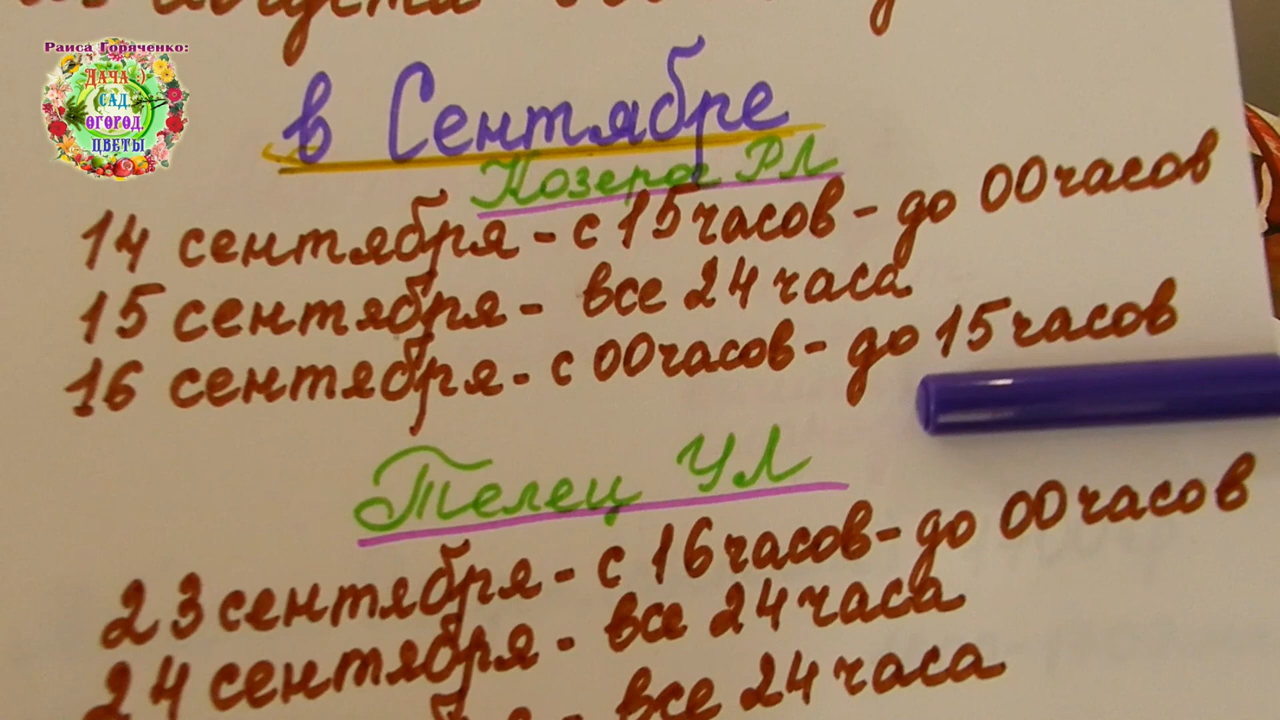 Раиса Горяченко:
Дача :)
сад,
огород,
цветы
августа
в Сентябре
Козерог РЛ
14 сентября - с 15 часов - до 00 часов
15 сентября - все 24 часа
16 сентября - с 00 часов - до 15 часов
Телец УЛ
23 сентября - с 16 часов - до 00 часов
24 сентября - все 24 часа
- все 24 часа